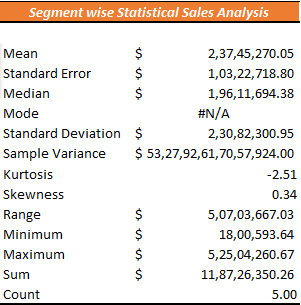 Segment wise Statistical Sales Analysis
Mean $ 2,37,45,270.05
Standard Error $ 1,03,22,718.80
Median $ 1,96,11,694.38
Mode #N/A
Standard Deviation $ 2,30,82,300.95
Sample Variance $ 53,27,92,61,70,57,924.00
Kurtosis -2.51
Skewness 0.34
Range $ 5,07,03,667.03
Minimum $ 18,00,593.64
Maximum $ 5,25,04,260.67
Sum $ 11,87,26,350.26
Count 5.00